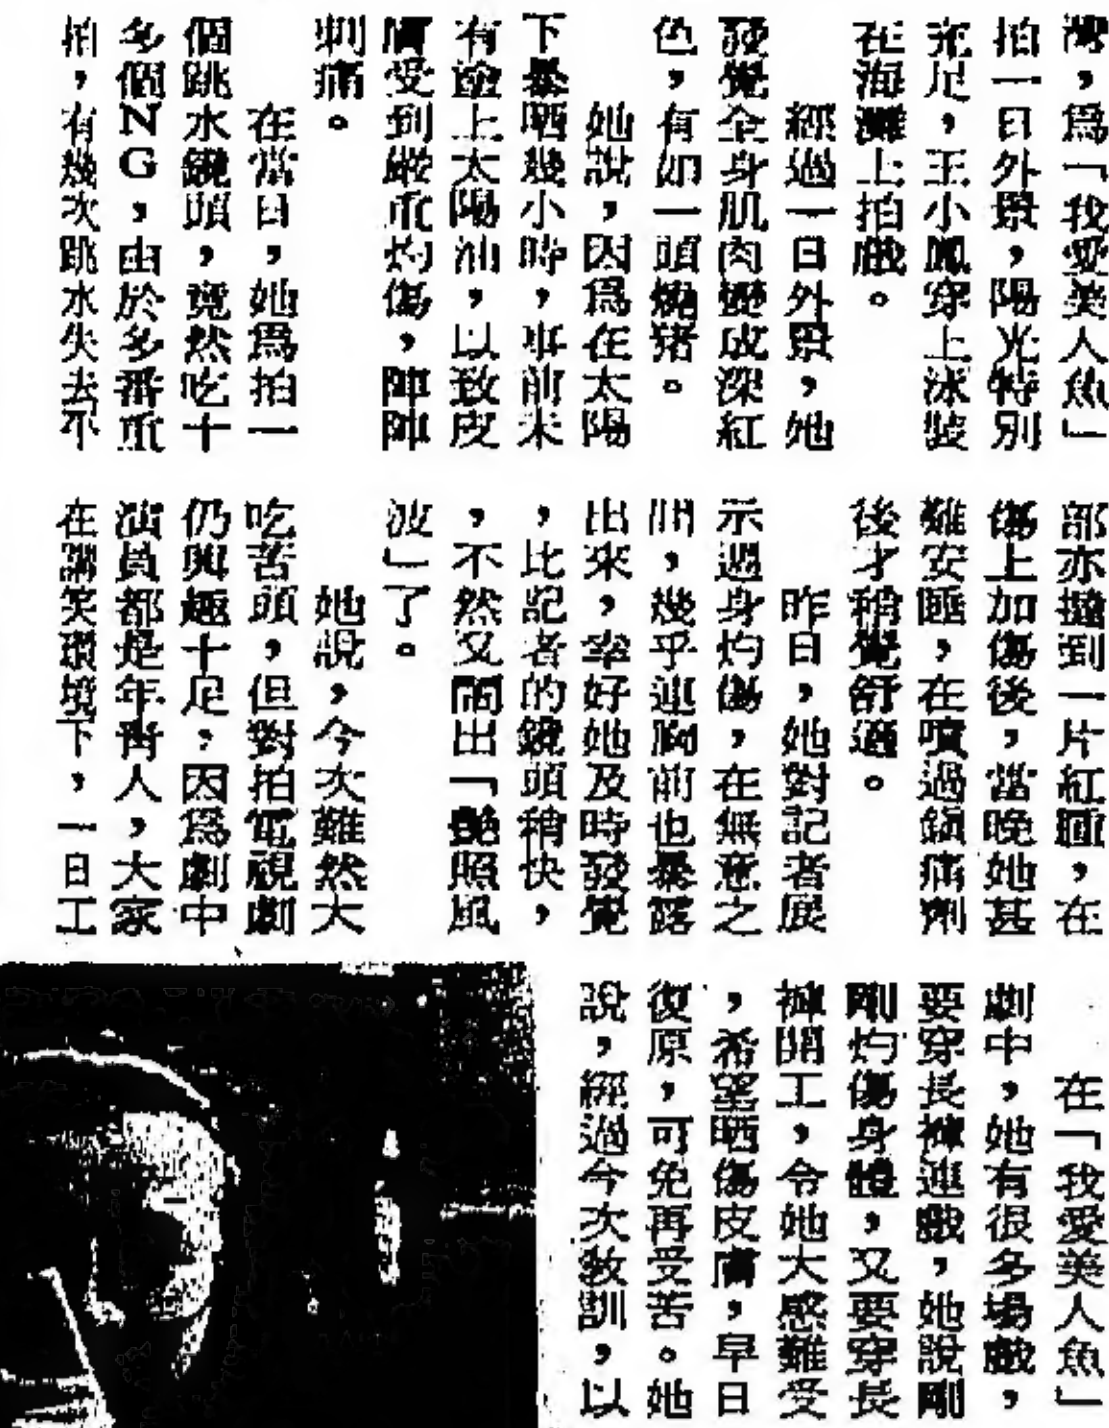 灣，爲「我愛美人魚」
拍一日外景，陽光特別
充足，王小鳳穿上泳裝
在海灘上拍戲。
經過一日外景，她
發覺全身肌肉變成深紅
色，有如一頭燒猪。
她說，因爲在太陽
下暴晒幾小時，事前未
有塗上太陽油，以致皮
膚受到嚴重灼傷，陣陣
刺痛。
在當日，她爲拍一
個跳水鏡頭，竟然吃十
多個NG，由於多番重
拍，有幾次跳水失去平
部亦撞到一片紅腫，在
傷上加傷後，當晚她甚
難安睡，在噴過鎮痛劑
後才稍覺舒適。
昨日，她對記者展
示過身灼傷，在無意之
間，幾乎連胸前也暴露
出來，幸好她及時發覺
，比記者的鏡頭稍快，
，不然又鬧出「艷照風
波」了。
她說，今次雖然大
吃苦頭，但對拍電視劇
仍興趣十足，因爲劇中
演員都是年靑人，大家
在講笑環境下，一日工
在「我愛美人魚」
劇中，她有很多場戲，
要穿長褲連戲，她說剛
剛灼傷身體，又要穿長
褲開工，令她大感難受
，希望晒傷皮膚，早日
復原，可免再受苦。她
說，經過今次敎訓，以